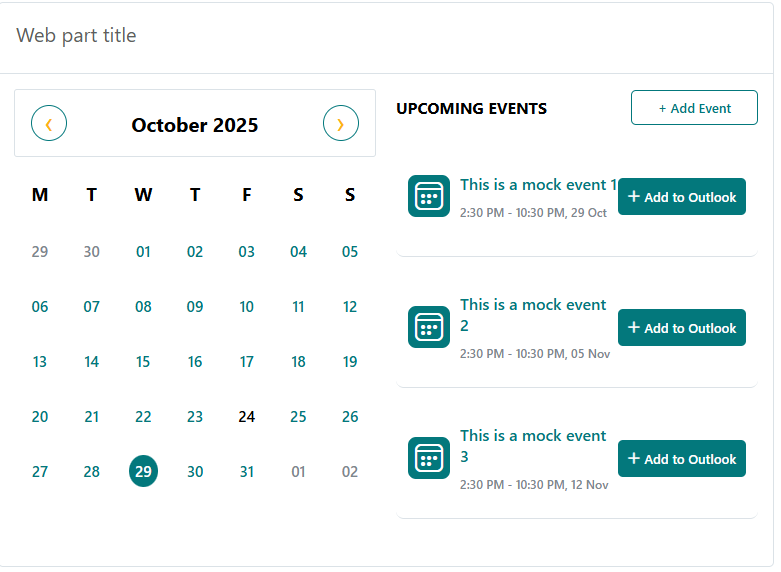 Web part title
October 2025
M T W T F S S
29 30 01 02 03 04 05
06 07 08 09 10 11 12
13 14 15 16 17 18 19
20 21 22 23 24 25 26
27 28 29 30 31 01 02
UPCOMING EVENTS
+ Add Event
This is a mock event 1
2:30 PM - 10:30 PM, 29 Oct
+ Add to Outlook
This is a mock event
2
2:30 PM - 10:30 PM, 05 Nov
+ Add to Outlook
This is a mock event
3
2:30 PM - 10:30 PM, 12 Nov
+ Add to Outlook